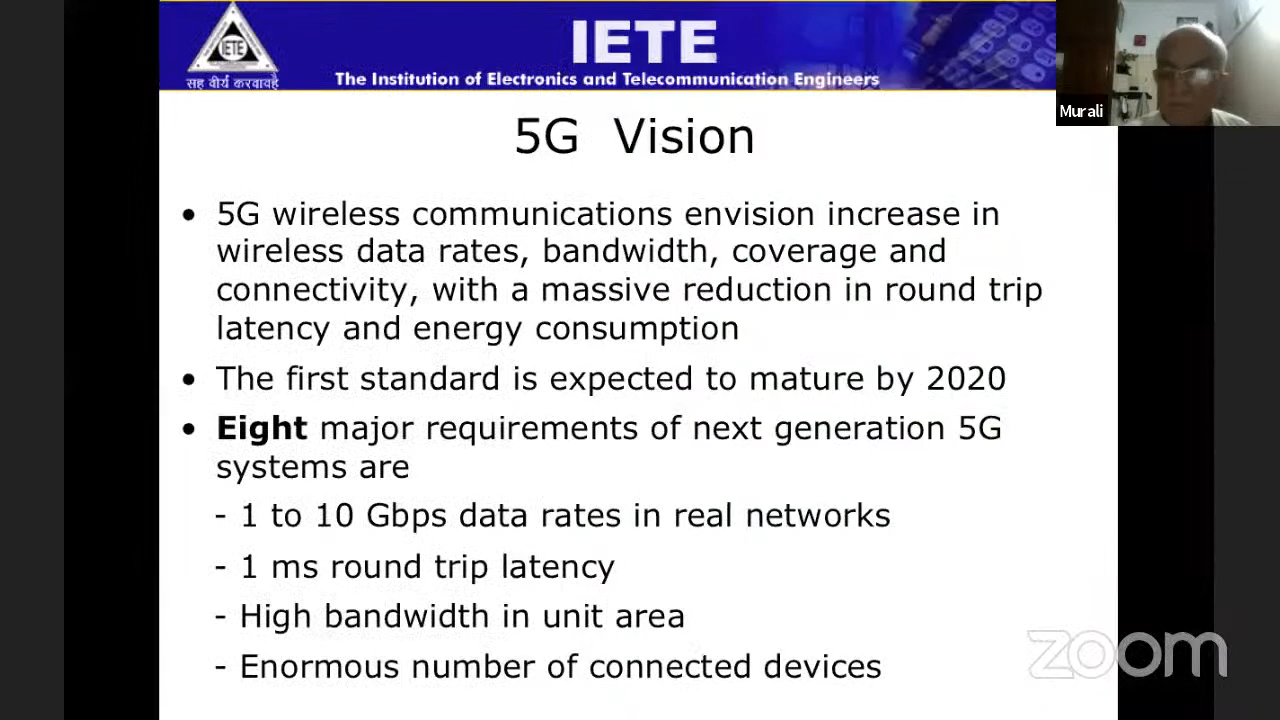 IETE
सह वीर्यं करवावहै
IETE
The Institution of Electronics and Telecommunication Engineers
Murali
5G Vision
• 5G wireless communications envision increase in
wireless data rates, bandwidth, coverage and
connectivity, with a massive reduction in round trip
latency and energy consumption
• The first standard is expected to mature by 2020
• Eight major requirements of next generation 5G
systems are
- 1 to 10 Gbps data rates in real networks
- 1 ms round trip latency
- High bandwidth in unit area
- Enormous number of connected devices
zoom